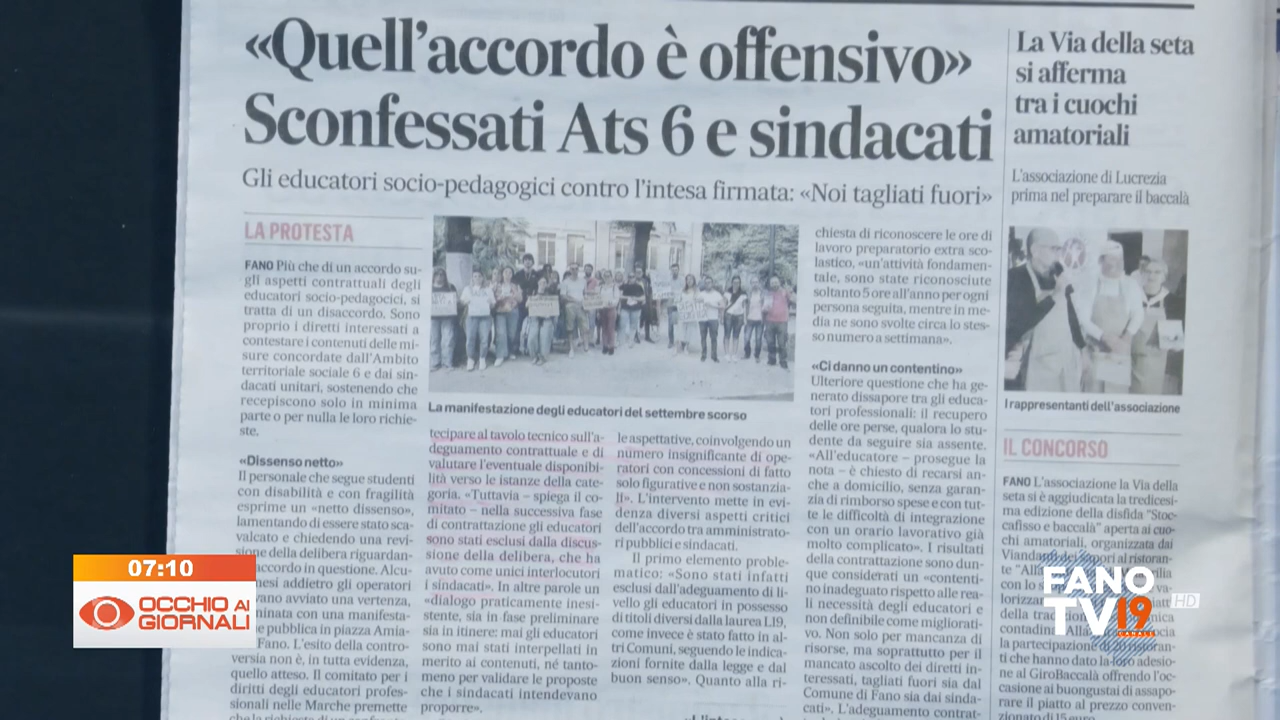 «Quell'accordo è offensivo»
Sconfessati Ats 6 e sindacati
Gli educatori socio-pedagogici contro l'intesa firmata: «Noi tagliati fuori»
LA PROTESTA
FANO Più che di un accordo su-
gli aspetti contrattuali degli
educatori socio-pedagocici, si
tratta di un disaccordo. Sono
proprio i diretti interessati a
contestare i contenuti delle mi-
sure concordate dall'Ambito
territoriale sociale 6 e dai sin-
dacati unitari, sostenendo che
recepiscono solo in minima
parte o per nulla le loro richie-
ste.
«Dissenso netto»
Il personale che segue studenti
con disabilità e con fragilità
esprime un «netto dissenso»,
lamentando di essere stato sca-
valcato e chiedendo una revi-
sione della delibera riguardan-
accordo in questione. Alcu-
nesi addietro gli operatori
ano avviato una vertenza,
minata con una manifesta-
e pubblica in piazza Amia-
Fano. L'esito della contro-
versia non è, in tutta evidenza,
quello atteso. Il comitato per i
diritti degli educatori profes-
sionali nelle Marche premette
La manifestazione degli educatori del settembre scorso
tecipare al tavolo tecnico sull'a-
deguamento contrattuale e di
valutare l'eventuale disponibi-
lità verso le istanze della cate-
goria. «Tuttavia - spiega il co-
mitato - nella successiva fase
di contrattazione gli educatori
sono stati esclusi dalla discus-
sione della delibera, che ha
avuto come unici interlocutori
i sindacati». In altre parole un
«dialogo praticamente inesi-
stente, sia in fase preliminare
sia in itinere: mai gli educatori
sono mai stati interpellati in
merito ai contenuti, né tanto-
meno per validare le proposte
che i sindacati intendevano
proporre».
le aspettative, coinvolgendo un
numero insignificante di ope-
ratori con concessioni di fatto
solo figurative e non sostanzia-
li». L'intervento mette in evi-
denza diversi aspetti critici
dell'accordo tra amministrato-
ri pubblici e sindacati.
Il primo elemento proble-
matico: «Sono stati infatti
esclusi dall'adeguamento di li-
vello gli educatori in possesso
di titoli diversi dalla laurea L19,
come invece è stato fatto in al-
tri Comuni, seguendo le indica-
zioni fornite dalla legge e dal
buon senso». Quanto alla ri-
chiesta di riconoscere le ore di
lavoro preparatorio extra sco-
lastico, «un'attività fondamen-
tale, sono state riconosciute
soltanto 5 ore all'anno per ogni
persona seguita, mentre in me-
dia ne sono svolte circa lo stes-
so numero a settimana».
«Ci danno un contentino»
Ulteriore questione che ha ge-
nerato dissapore tra gli educa-
tori professionali: il recupero
delle ore perse, qualora lo stu-
dente da seguire sia assente.
«All'educatore - prosegue la
nota - è chiesto di recarsi an-
che a domicilio, senza garan-
zia di rimborso spese e con tut-
te le difficoltà di integrazione
con un orario lavorativo già
molto complicato». I risultati
della contrattazione sono dun-
que considerati un «contenti-
no inadeguato rispetto alle rea-
li necessità degli educatori e
non definibile come migliorati-
vo. Non solo per mancanza di
risorse, ma soprattutto per il
mancato ascolto dei diretti in-
teressati, tagliati fuori sia dal
Comune di Fano sia dai sinda-
cati». L'adeguamento contrat-
La Via della seta
si afferma
tra i cuochi
amatoriali
L'associazione di Lucrezia
prima nel preparare il baccalà
I rappresentanti dell'associazione
IL CONCORSO
FANO L'associazione la Via della
seta si è aggiudicata la tredicesi-
ma edizione della disfida "Stoc-
cafisso e baccalà" aperta ai cuo-
chi amatoriali, organizzata dai
Viandanti dei sapori al ristoran-
con lo
valorizzar
della trad
contadina
la partecipazione di
ti che hanno dato la loro adesio-
ne al GiroBaccalà offrendo l'oc-
casione ai buongustai di assapo-
rare il piatto al prezzo conven-
zionato di 15 euro
07:10
OCCHIO AI
GIORNALI
FANO
TV 19
CANALE
HD